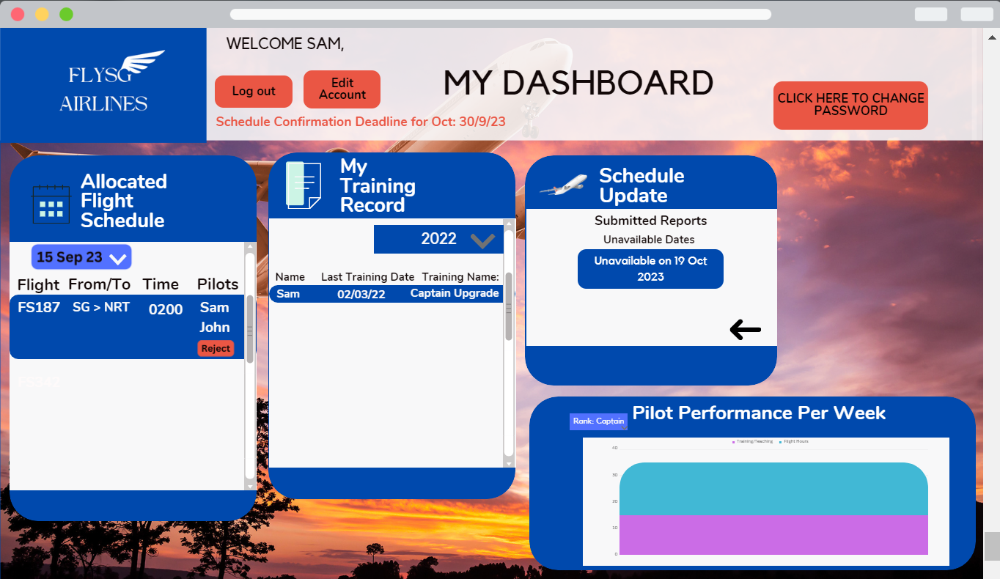 FLYSG
AIRLINES
WELCOME SAM,
Log out
Edit
Account
MY DASHBOARD
CLICK HERE TO CHANGE
PASSWORD
Schedule Confirmation Deadline for Oct: 30/9/23
Allocated
Flight
Schedule
15 Sep 23
Flight From/To Time Pilots
FS187 SG > NRT 0200 Sam
John
Reject
FS342
My
Training
Record
2022
Name Last Training Date Training Name:
Sam 02/03/22 Captain Upgrade
Schedule
Update
Submitted Reports
Unavailable Dates
Unavailable on 19 Oct
2023
Pilot Performance Per Week
Rank: Captain
Training/Teaching Flight Hours
40
30
20
10
0